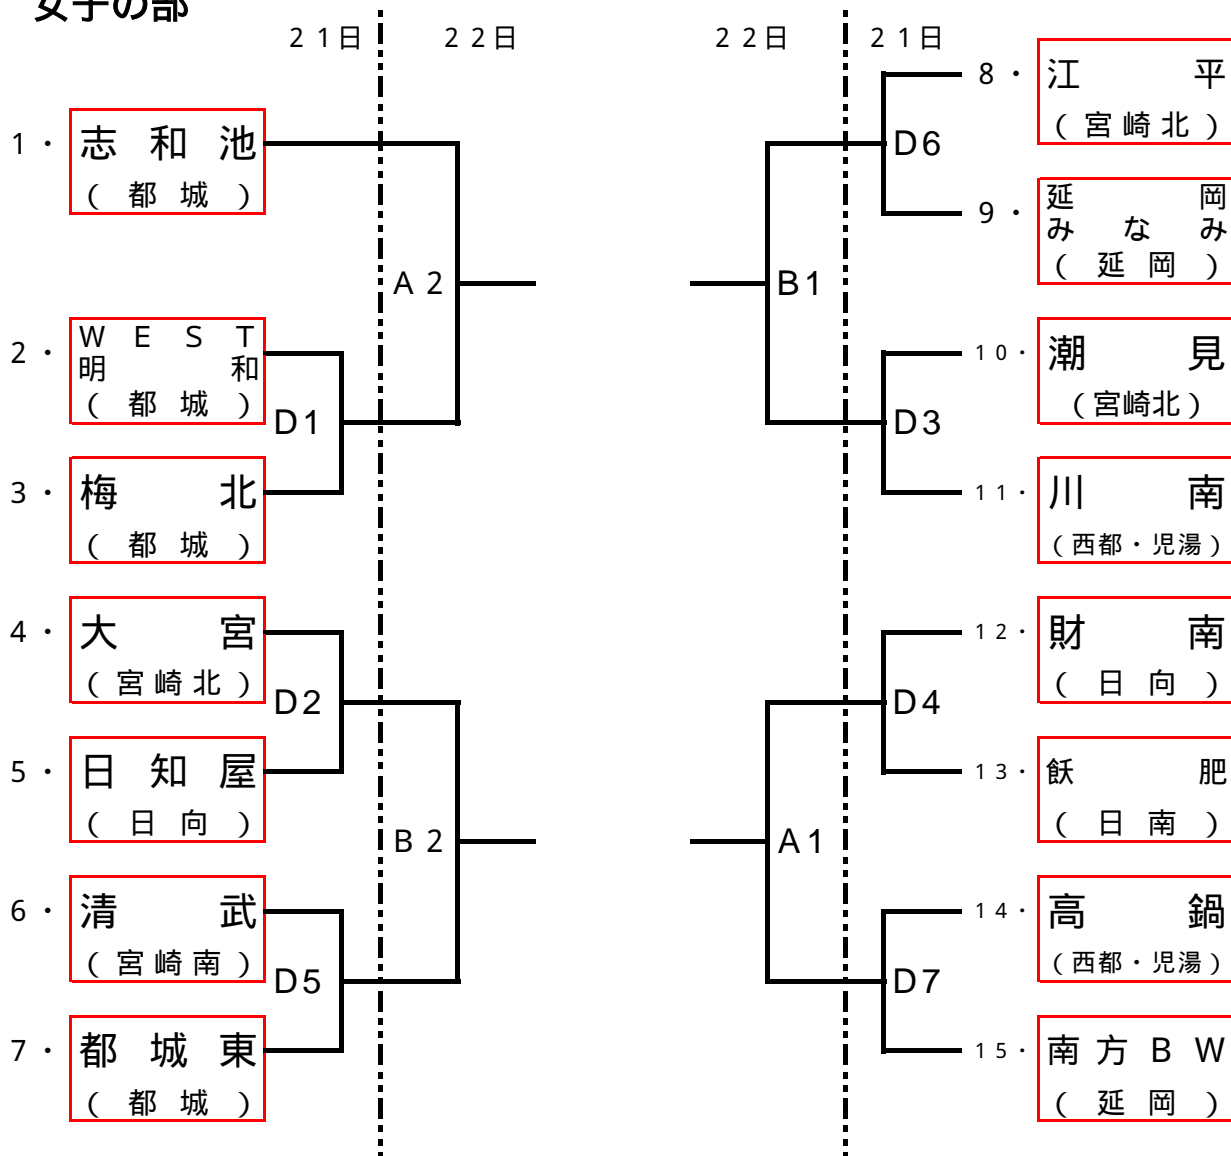 女子の部
21日
22日
22日
21日
1・
志和池
(都城)
2・
WEST
明和
(都城)
3・
梅北
(都城)
4・
大宮
(宮崎北)
5・
日知屋
(日向)
6・
清武
(宮崎南)
7・
都城東
(都城)
D1
D2
D5
A2
B2
B1
A1
D6
D3
D4
D7
8・
江平
(宮崎北)
9・
延岡
みなみ
(延岡)
10・
潮見
(宮崎北)
11・
川南
(西都・児湯)
12・
財南
(日向)
13・
飫肥
(日南)
14・
高鍋
(西都・児湯)
15・
南方BW
(延岡)